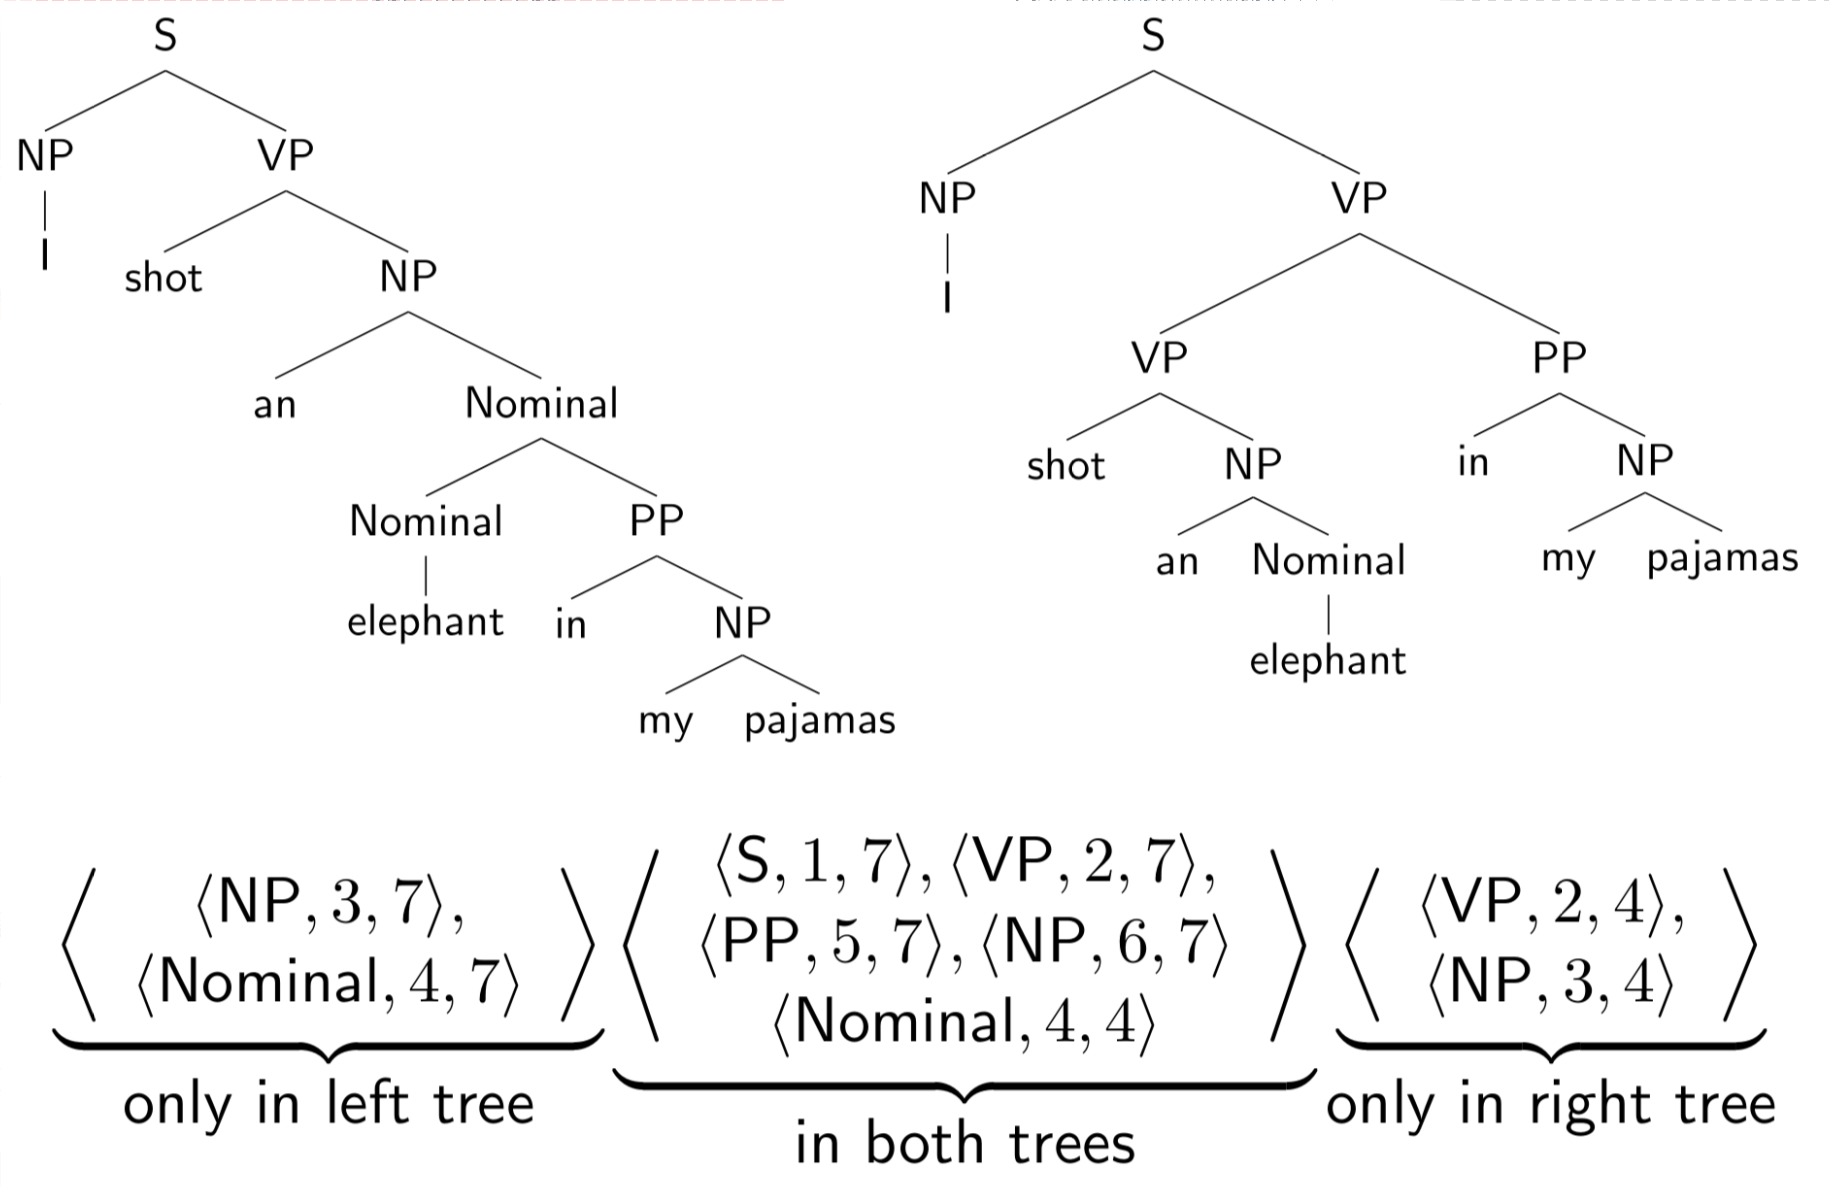 S
NP VP
I
shot NP
an Nominal
Nominal PP
elephant in NP
my pajamas
S
NP VP
I
VP PP
shot NP in NP
an Nominal my pajamas
elephant
⟨NP, 3, 7⟩,
⟨Nominal, 4, 7⟩
only in left tree
⟨S, 1, 7⟩, ⟨VP, 2, 7⟩,
⟨PP, 5, 7⟩, ⟨NP, 6, 7⟩
⟨Nominal, 4, 4⟩
in both trees
⟨VP, 2, 4⟩,
⟨NP, 3, 4⟩
only in right tree